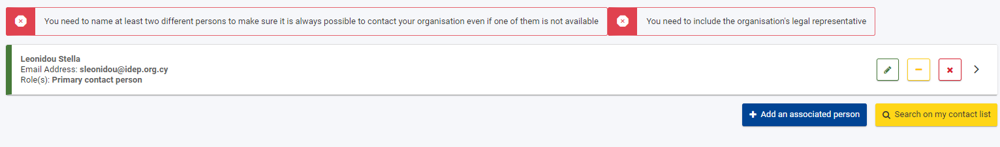 You need to name at least two different persons to make sure it is always possible to contact your organisation even if one of them is not available
You need to include the organisation's legal representative
Leonidou Stella
Email Address: sleonidou@idep.org.cy
Role(s): Primary contact person
Add an associated person
Search on my contact list